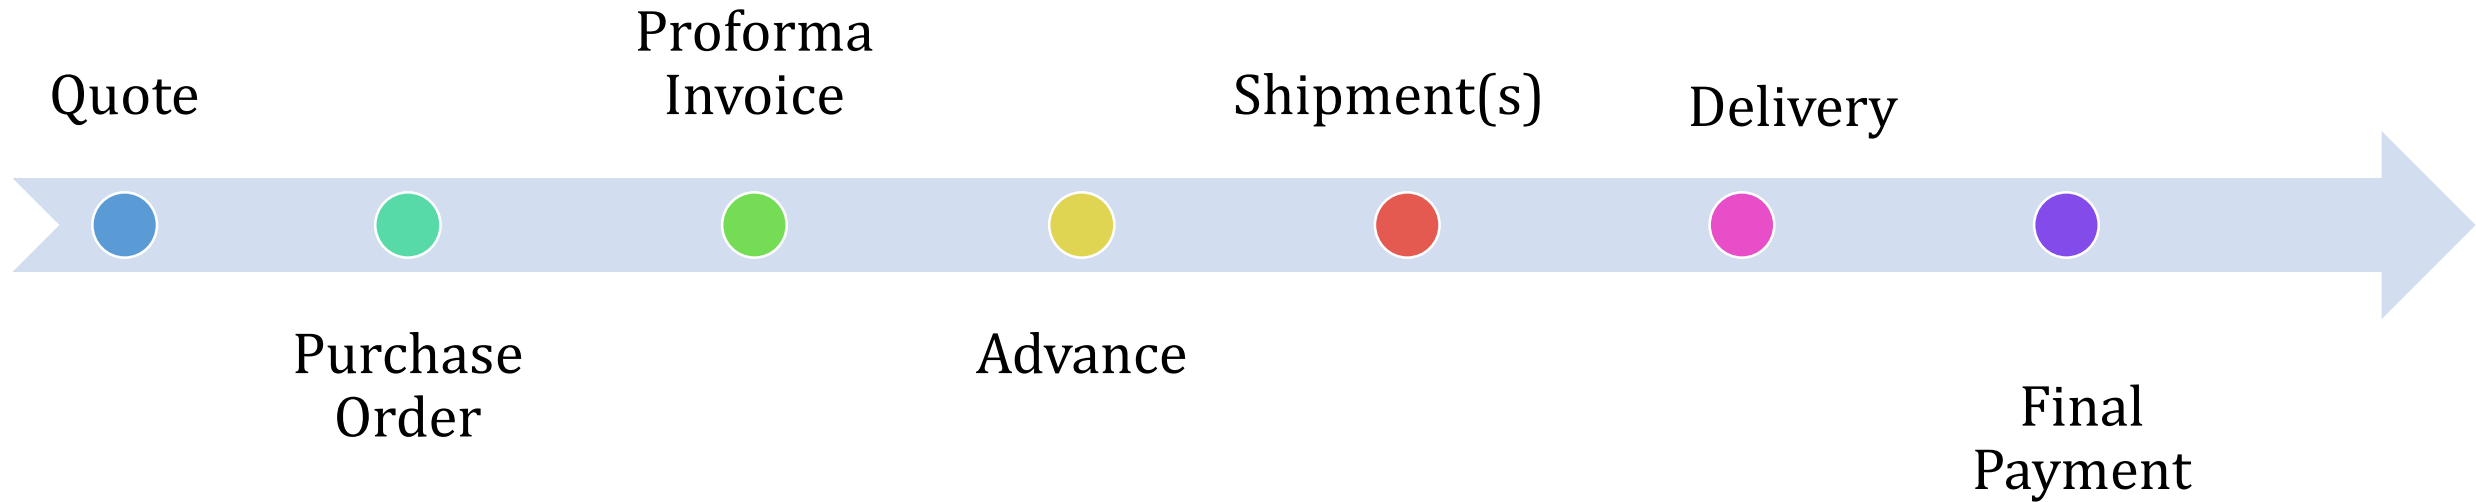 Quote
Purchase
Order
Proforma
Invoice
Advance
Shipment(s)
Delivery
Final
Payment